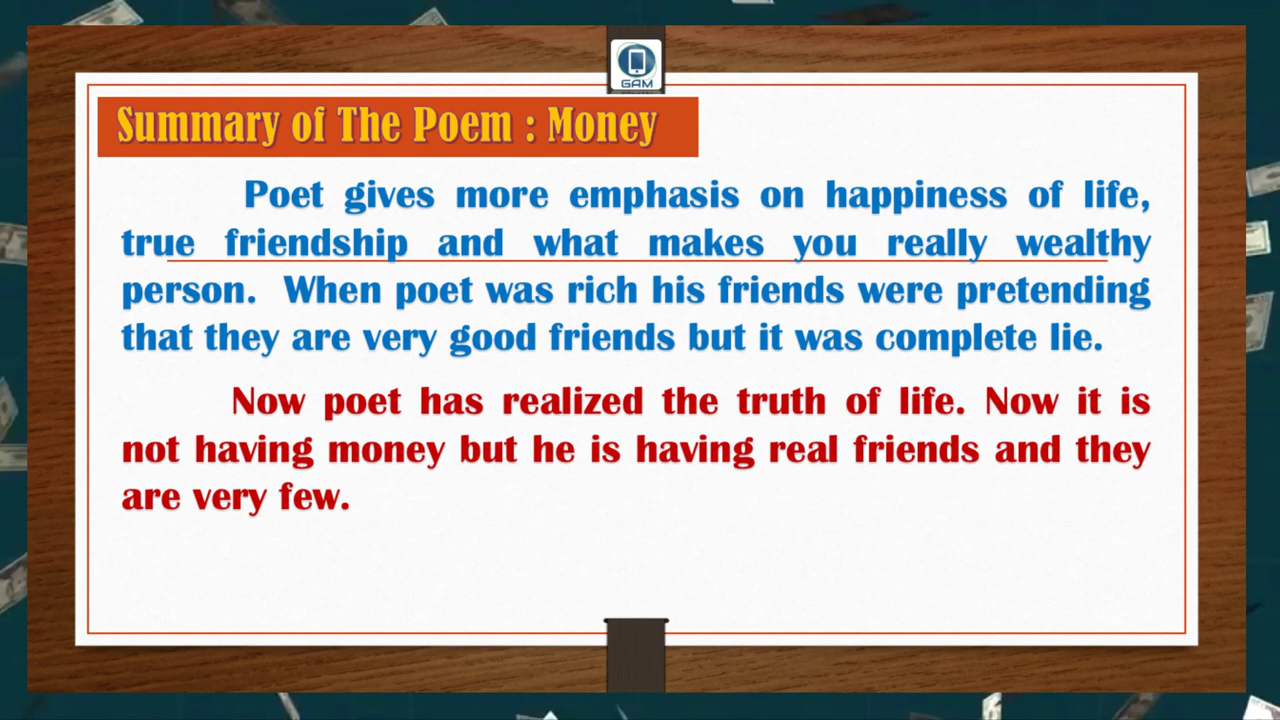 GAM
Summary of The Poem : Money
Poet gives more emphasis on happiness of life,
true friendship and what makes you really wealthy
person. When poet was rich his friends were pretending
that they are very good friends but it was complete lie.
Now poet has realized the truth of life. Now it is
not having money but he is having real friends and they
are very few.